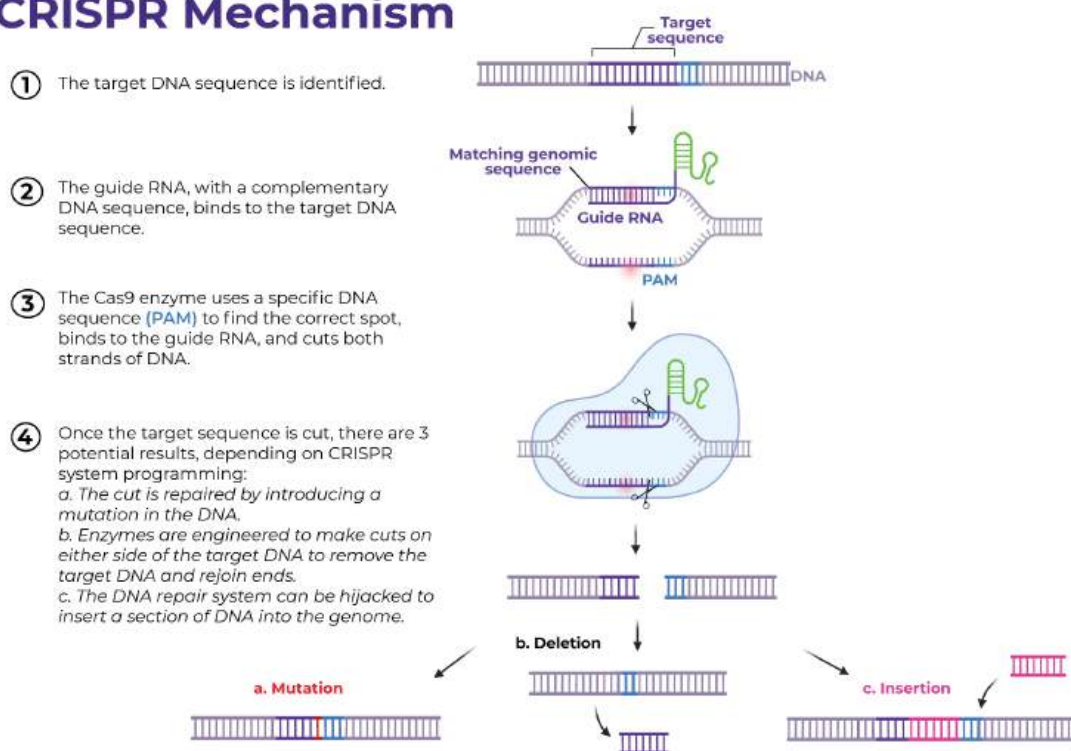 CRISPR Mechanism
1 The target DNA sequence is identified.
2 The guide RNA, with a complementary
DNA sequence, binds to the target DNA
sequence.
3 The Cas9 enzyme uses a specific DNA
sequence (PAM) to find the correct spot,
binds to the guide RNA, and cuts both
strands of DNA.
4 Once the target sequence is cut, there are 3
potential results, depending on CRISPR
system programming:
a. The cut is repaired by introducing a
mutation in the DNA.
b. Enzymes are engineered to make cuts on
either side of the target DNA to remove the
target DNA and rejoin ends.
c. The DNA repair system can be hijacked to
insert a section of DNA into the genome.
Target
sequence
DNA
Matching genomic
sequence
Guide RNA
PAM
b. Deletion
a. Mutation
c. Insertion